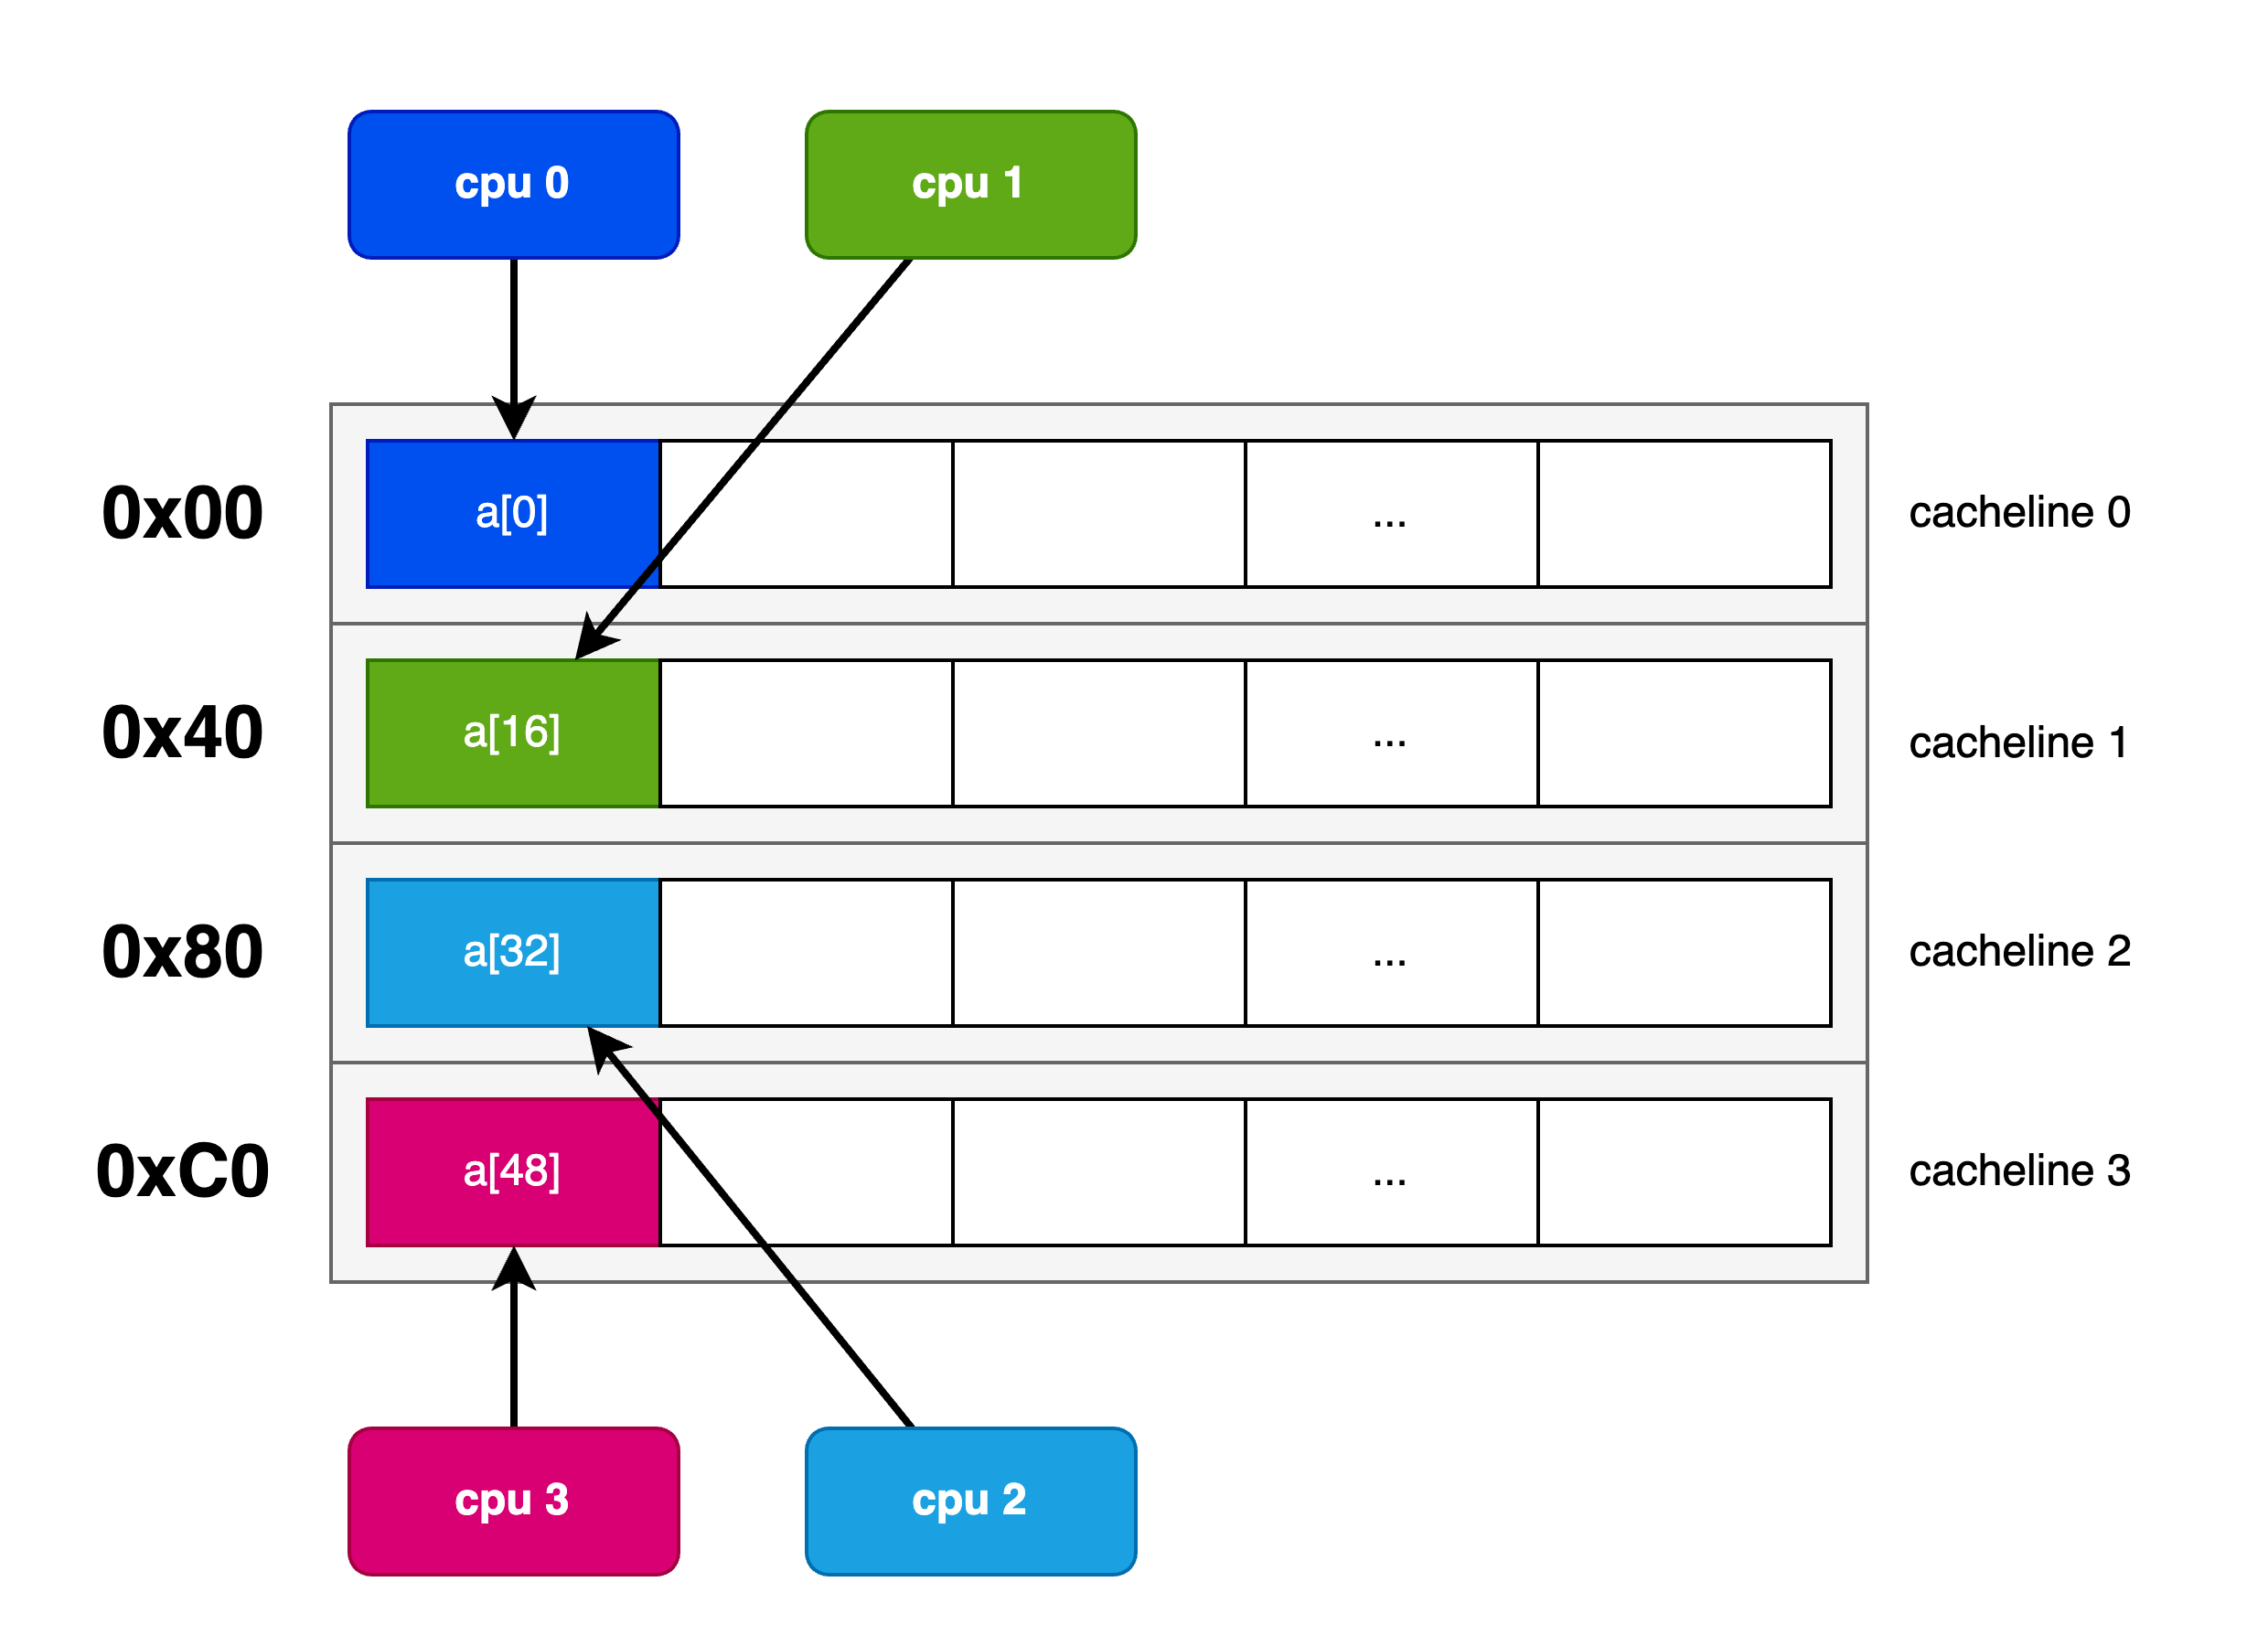 cpu 0
cpu 1
0x00
a[0]
...
cacheline 0
0x40
a[16]
...
cacheline 1
0x80
a[32]
...
cacheline 2
0xC0
a[48]
...
cacheline 3
cpu 3
cpu 2